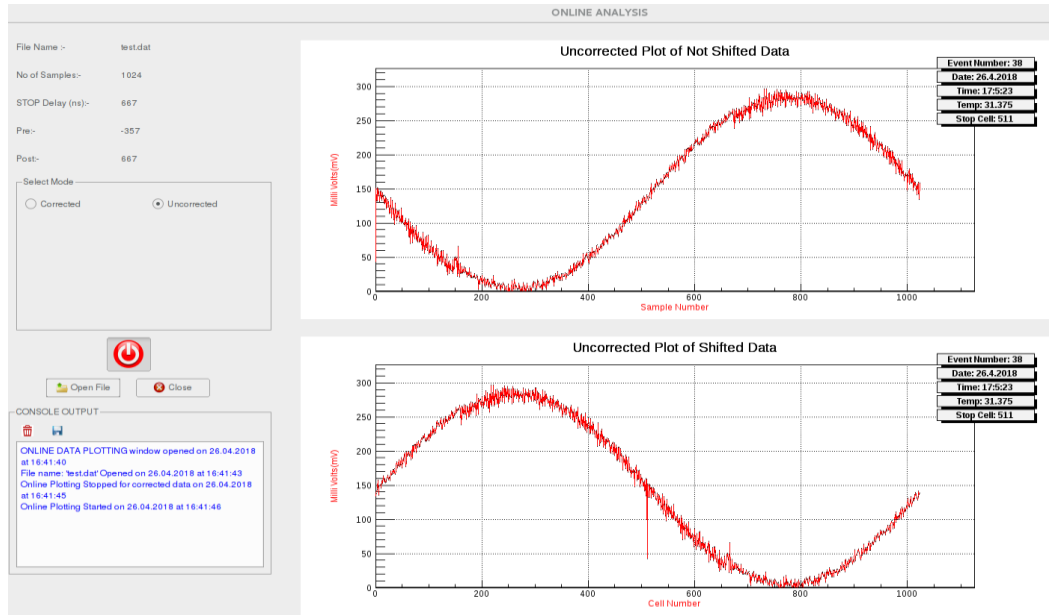 ONLINE ANALYSIS
File Name :- test.dat
No of Samples:- 1024
STOP Delay (ns):- 667
Pre:- -357
Post:- 667
Select Mode
Corrected Uncorrected
Open File Close
CONSOLE OUTPUT
ONLINE DATA PLOTTING window opened on 26.04.2018
at 16:41:40
File name: 'test.dat' Opened on 26.04.2018 at 16:41:43
Online Plotting Stopped for corrected data on 26.04.2018
at 16:41:45
Online Plotting Started on 26.04.2018 at 16:41:46
Uncorrected Plot of Not Shifted Data
Event Number: 38
Date: 26.4.2018
Time: 17:5:23
Temp: 31.375
Stop Cell: 511
Milli Volts(mV)
300
250
200
150
100
50
0
0 200 400 600 800 1000
Sample Number
Uncorrected Plot of Shifted Data
Event Number: 38
Date: 26.4.2018
Time: 17:5:23
Temp: 31.375
Stop Cell: 511
Milli Volts(mV)
300
250
200
150
100
50
0
0 200 400 600 800 1000
Cell Number